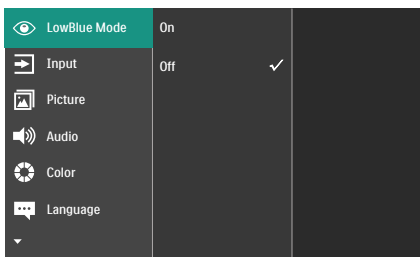 LowBlue Mode
On
Input
Off
Picture
Audio
Color
Language